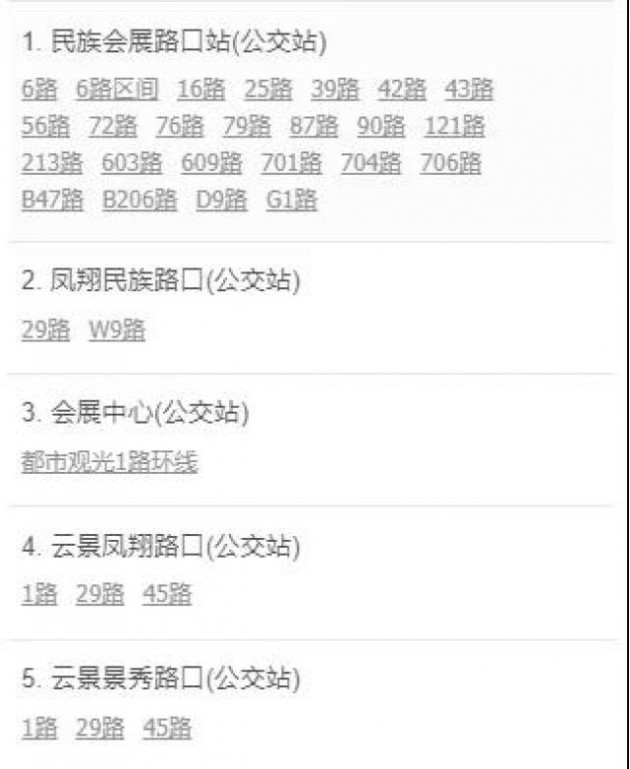 1. 民族会展路口站(公交站)
6路 6路区间 16路 25路 39路 42路 43路
56路 72路 76路 79路 87路 90路 121路
213路 603路 609路 701路 704路 706路
B47路 B206路 D9路 G1路
2. 凤翔民族路口(公交站)
29路 W9路
3. 会展中心(公交站)
都市观光1路环线
4. 云景凤翔路口(公交站)
1路 29路 45路
5. 云景景秀路口(公交站)
1路 29路 45路